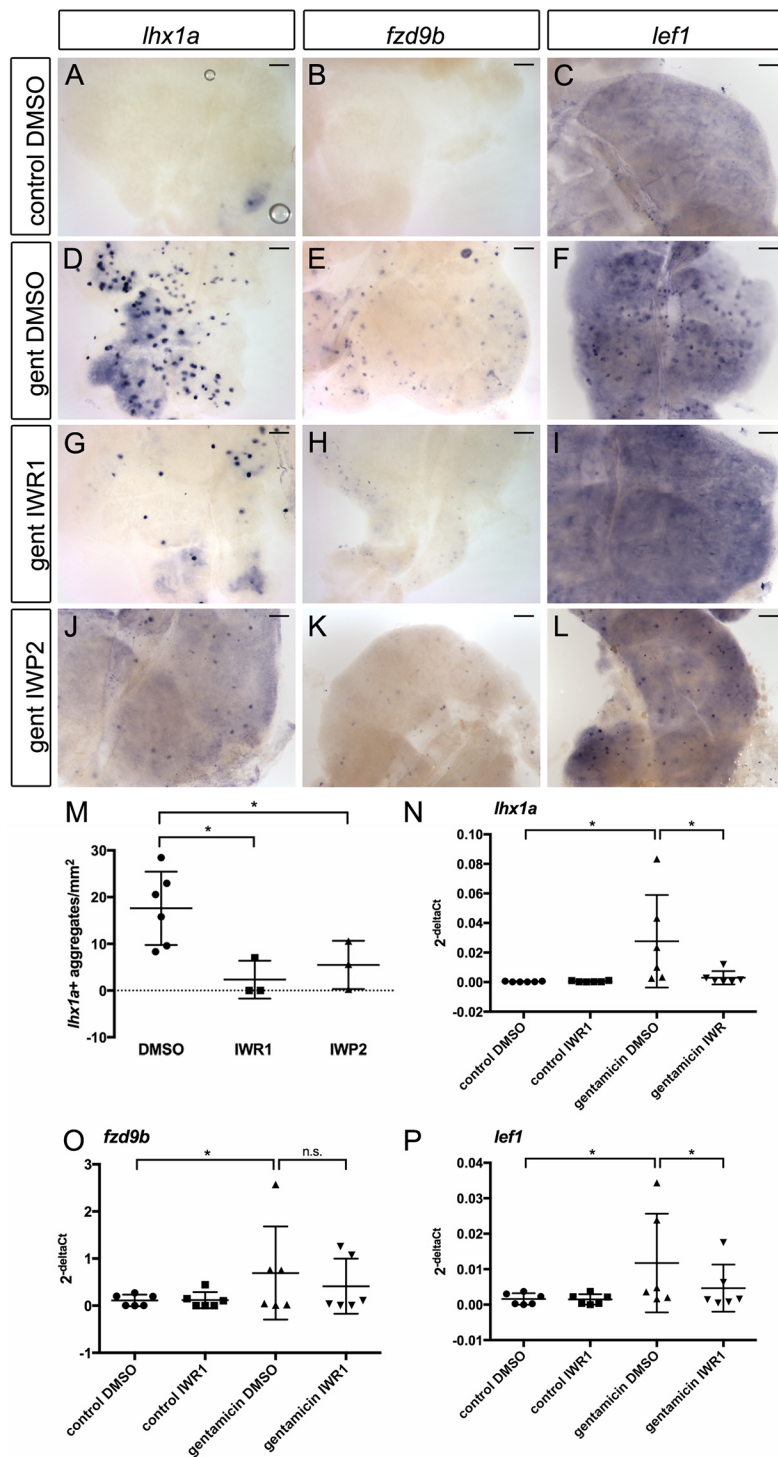 lhx1a fzd9b lef1
control DMSO
A B C
gent DMSO
D E F
gent IWR1
G H I
gent IWP2
J K L
M
* 
*
lhx1a+ aggregates/mm²
30
20
10
0
-10
DMSO IWR1 IWP2
N lhx1a
* *
2^-deltaCt
0.10
0.08
0.06
0.04
0.02
0.00
-0.02
control DMSO
control IWR1
gentamicin DMSO
gentamicin IWR
O fzd9b
* n.s.
2^-deltaCt
3
2
1
0
-1
control DMSO
control IWR1
gentamicin DMSO
gentamicin IWR1
P lef1
* *
2^-deltaCt
0.04
0.03
0.02
0.01
0.00
-0.01
control DMSO
control IWR1
gentamicin DMSO
gentamicin IWR1